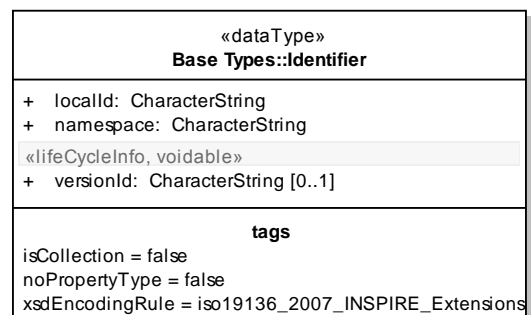 «dataType»
Base Types::Identifier
+ localId: CharacterString
+ namespace: CharacterString
«lifeCycleInfo, voidable»
+ versionId: CharacterString [0..1]
tags
isCollection = false
noPropertyType = false
xsdEncodingRule = iso19136_2007_INSPIRE_Extensions